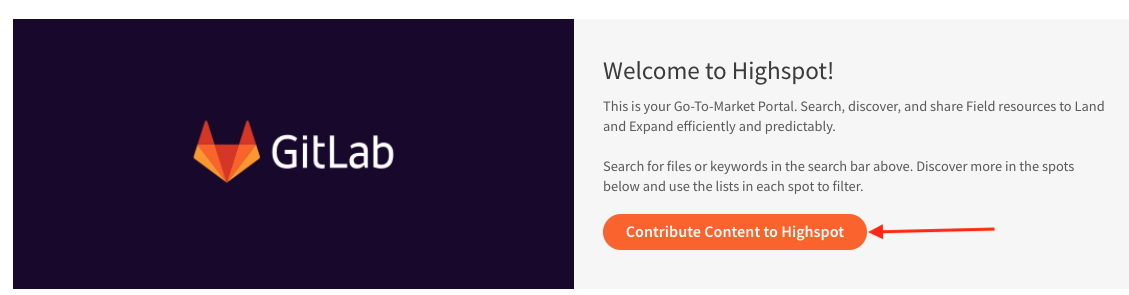 GitLab
Welcome to Highspot!
This is your Go-To-Market Portal. Search, discover, and share Field resources to Land
and Expand efficiently and predictably.
Search for files or keywords in the search bar above. Discover more in the spots
below and use the lists in each spot to filter.
Contribute Content to Highspot